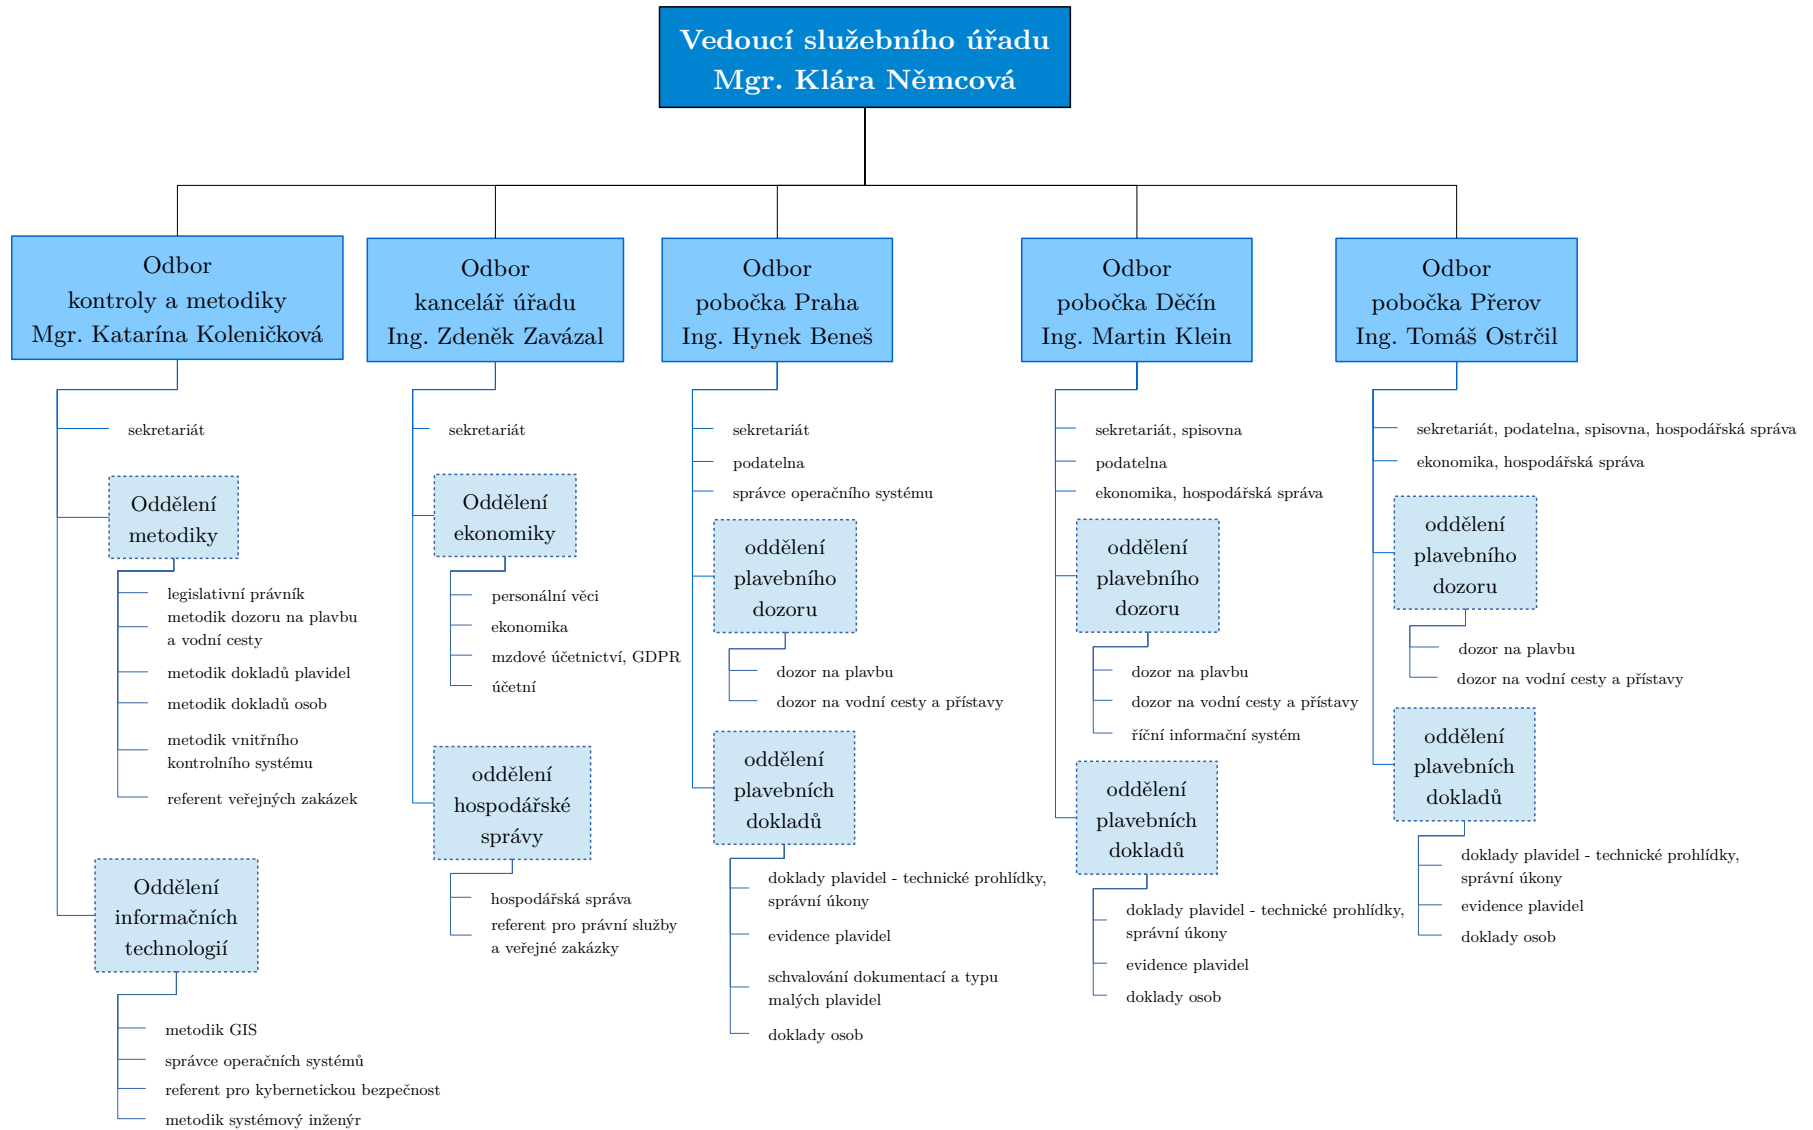 Vedoucí služebního úřadu
Mgr. Klára Němcová
Odbor
kontroly a metodiky
Mgr. Katarína Koleničková
sekretariát
Oddělení
metodiky
legislativní právník
metodik dozoru na plavbu
a vodní cesty
metodik dokladů plavidel
metodik dokladů osob
metodik vnitřního
kontrolního systému
referent veřejných zakázek
Oddělení
informačních
technologií
metodik GIS
správce operačních systémů
referent pro kybernetickou bezpečnost
metodik systémový inženýr
Odbor
kancelář úřadu
Ing. Zdeněk Zavázal
sekretariát
Oddělení
ekonomiky
personální věci
ekonomika
mzdové účetnictví, GDPR
účetní
oddělení
hospodářské
správy
hospodářská správa
referent pro právní služby
a veřejné zakázky
Odbor
pobočka Praha
Ing. Hynek Beneš
sekretariát
podatelna
správce operačního systému
oddělení
plavebního
dozoru
dozor na plavbu
dozor na vodní cesty a přístavy
oddělení
plavebních
dokladů
doklady plavidel - technické prohlídky,
správní úkony
evidence plavidel
schvalování dokumentací a typu
malých plavidel
doklady osob
Odbor
pobočka Děčín
Ing. Martin Klein
sekretariát, spisovna
podatelna
ekonomika, hospodářská správa
oddělení
plavebního
dozoru
dozor na plavbu
dozor na vodní cesty a přístavy
říční informační systém
oddělení
plavebních
dokladů
doklady plavidel - technické prohlídky,
správní úkony
evidence plavidel
doklady osob
Odbor
pobočka Přerov
Ing. Tomáš Ostrčil
sekretariát, podatelna, spisovna, hospodářská správa
ekonomika, hospodářská správa
oddělení
plavebního
dozoru
dozor na plavbu
dozor na vodní cesty a přístavy
oddělení
plavebních
dokladů
doklady plavidel - technické prohlídky,
správní úkony
evidence plavidel
doklady osob